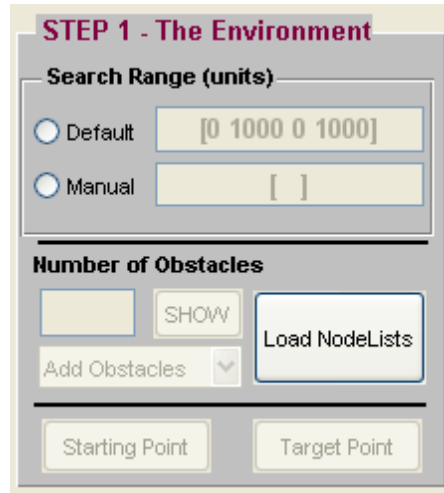 STEP 1 - The Environment
Search Range (units)
Default [0 1000 0 1000]
Manual [ ]
Number of Obstacles
SHOW
Load NodeLists
Add Obstacles
Starting Point Target Point